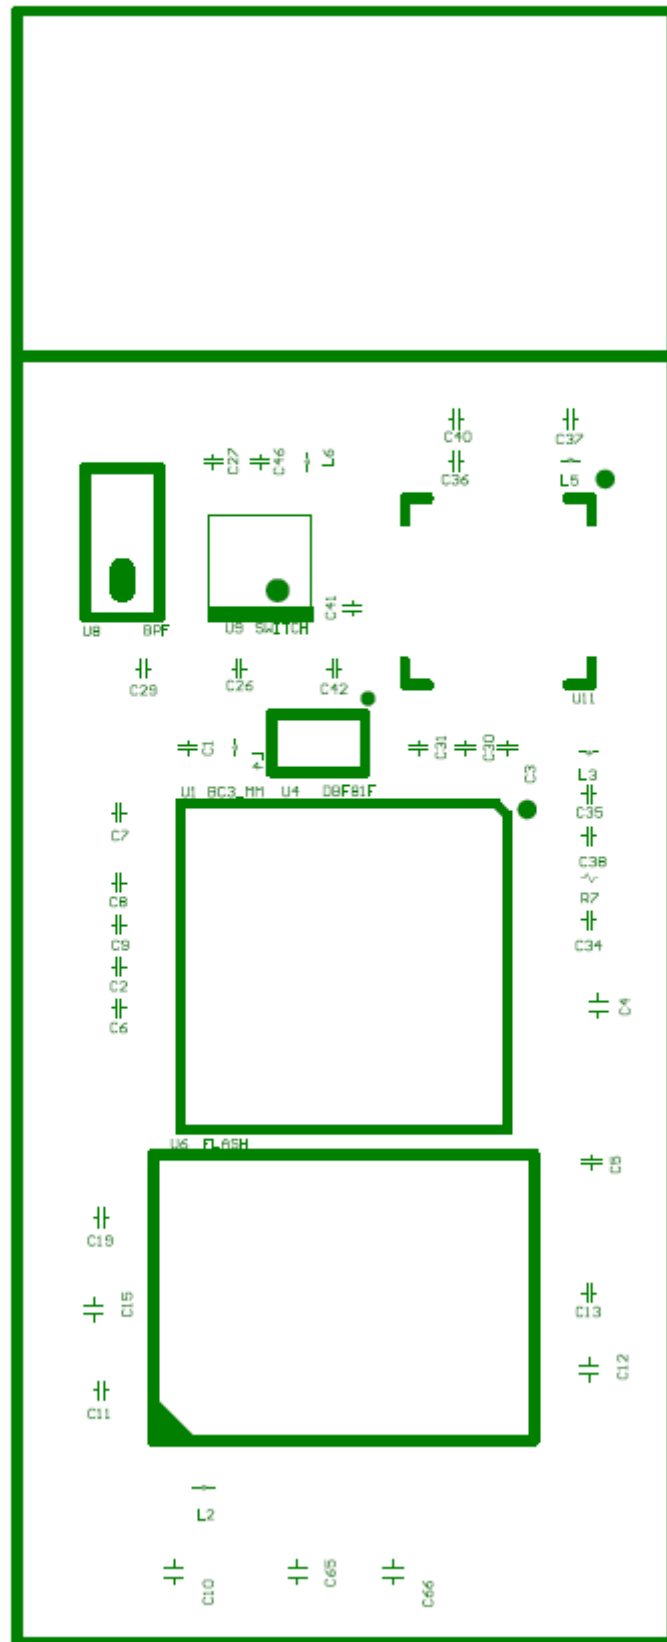 C40
C37
C27
C46
L6
C36
L5
C41
U8 BPF
U9 SWITCH
C29
C26
C42
U11
C1
C31
C30
C3
L3
U1 BC3_MM
U4 DBF81F
C35
C7
C38
R7
C8
C9
C34
C2
C6
C4
U6 FLASH
C5
C19
C15
C13
C12
C11
L2
C10
C65
C66